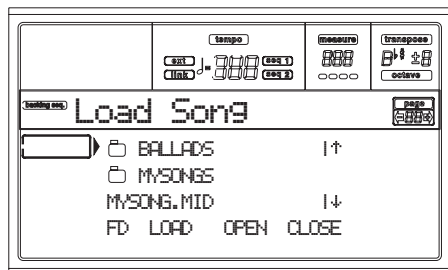 tempo measure transpose
ext seq 1
link seq 2
octave
backing seq. Load Song page
BALLADS
MYSONGS
MYSONG.MID
FD LOAD OPEN CLOSE